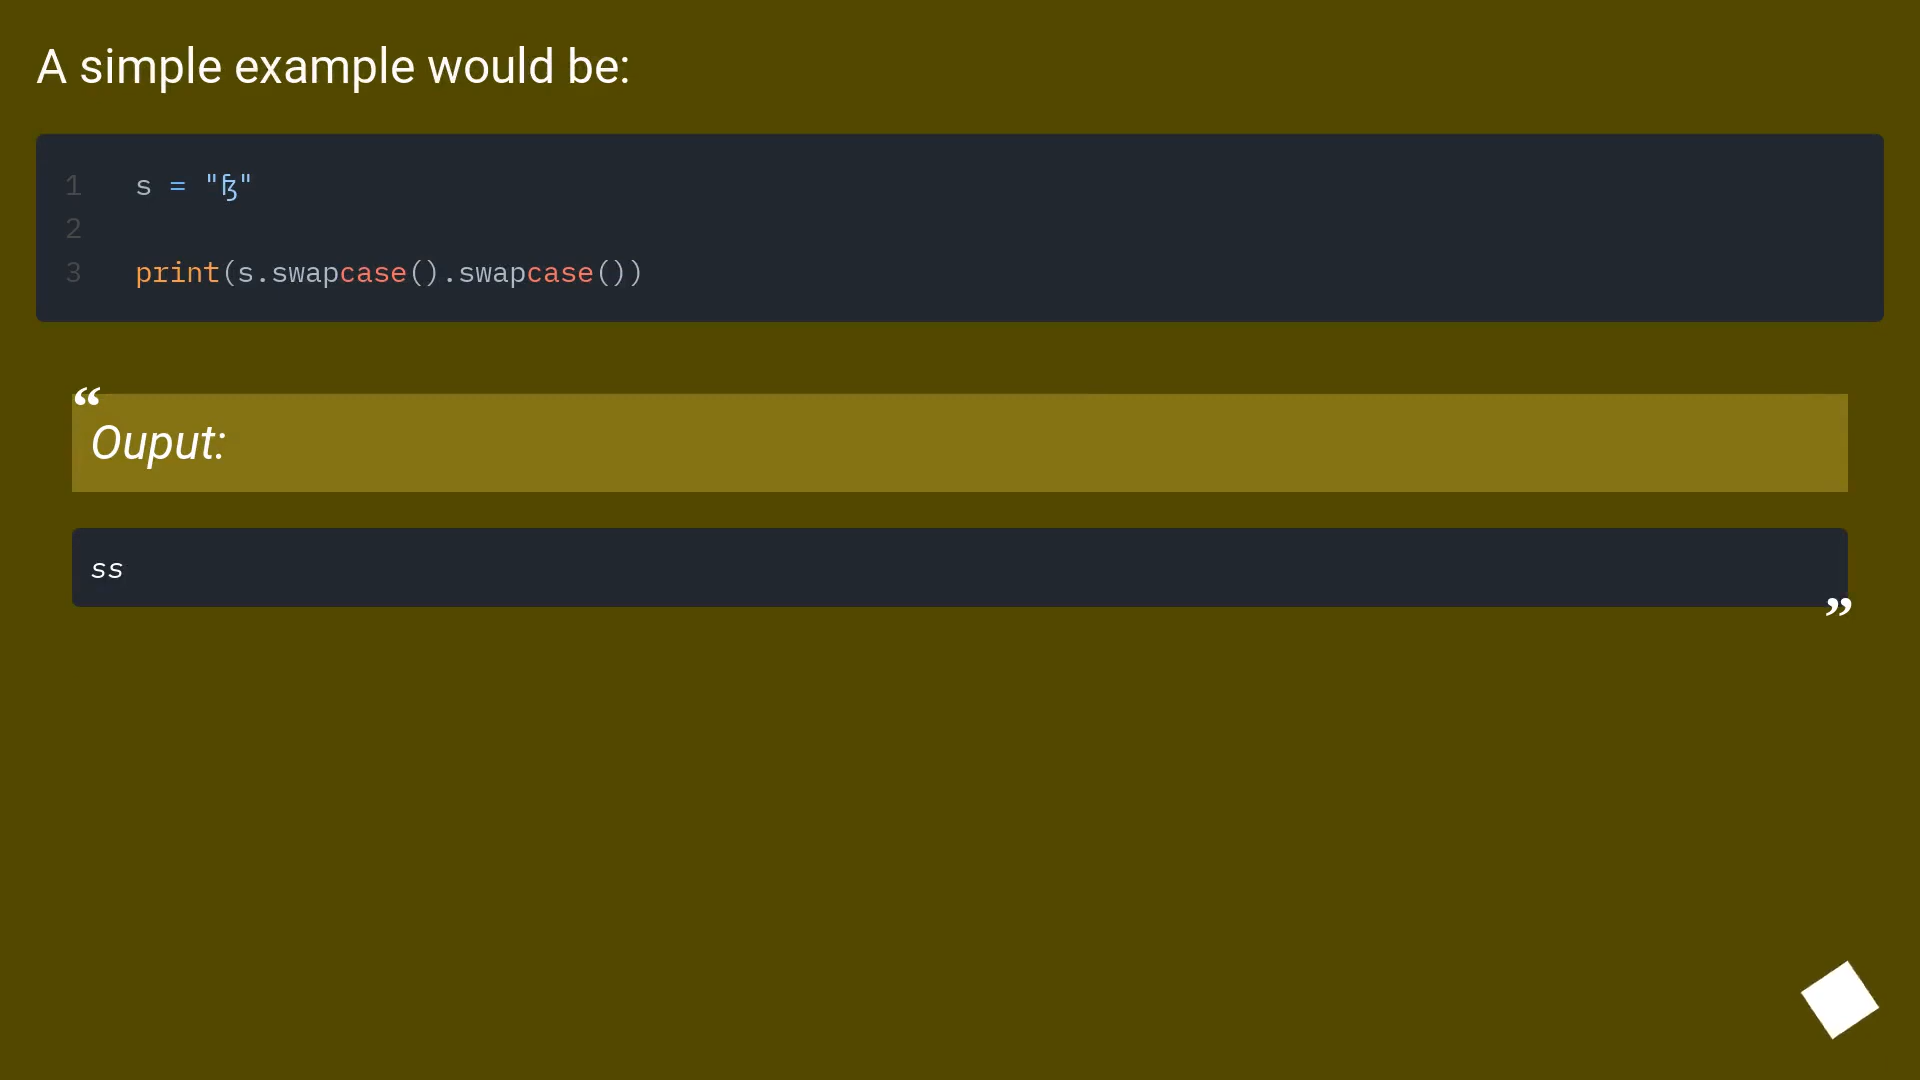 A simple example would be:
1 s = "ß"
2
3 print(s.swapcase().swapcase())
“
Ouput:
ss
”